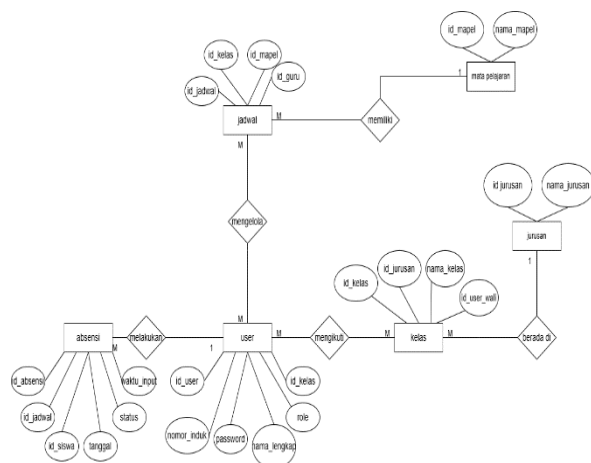 id_mapel
nama_mapel
mata pelajaran
id_kelas
id_mapel
id_guru
id_jadwal
jadwal
M
memiliki
1
M
mengelola
M
id jurusan
nama_jurusan
jurusan
1
id_kelas
id_jurusan
nama_kelas
id_user_wali
absensi
M
melakukan
1
user
M
mengikuti
M
kelas
M
berada di
id_absensi
id_jadwal
id_siswa
tanggal
status
waktu_input
id_user
nomor_induk
password
nama_lengkap
role
id_kelas